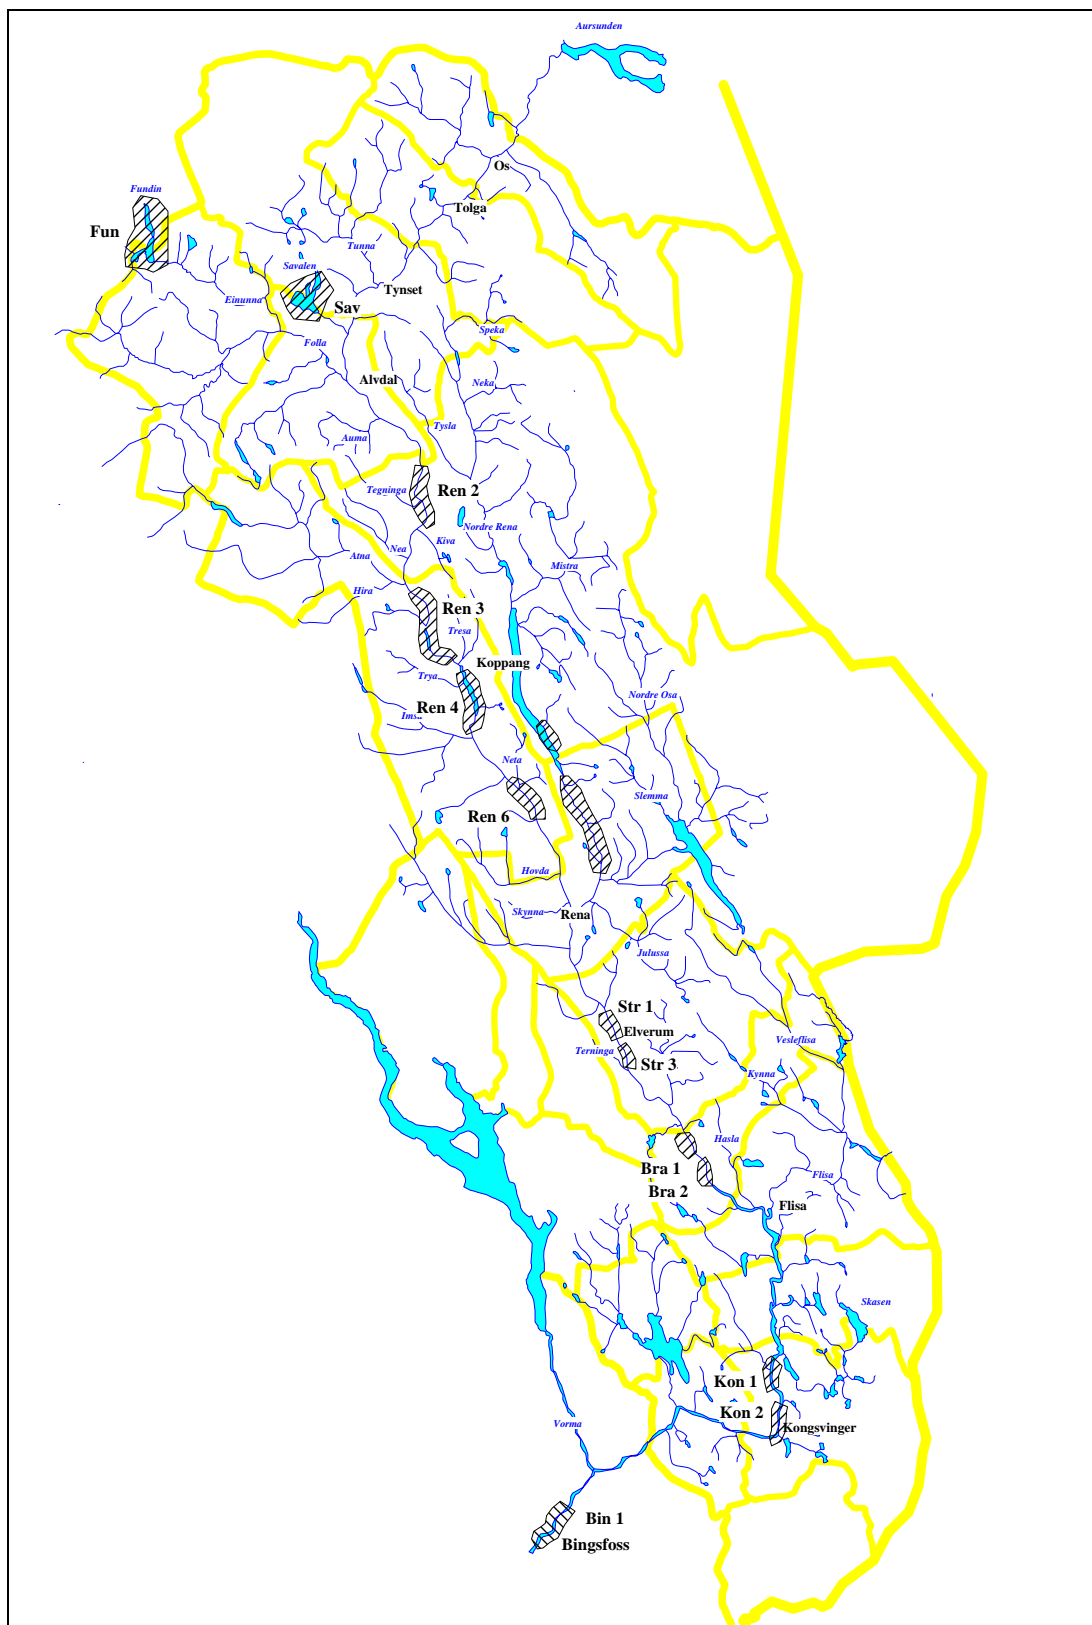 Aursunden
Os
Fundin
Tolga
Fun
Tunna
Savalen
Tynset
Einunna
Sav
Speka
Folla
Alvdal
Neka
Tysla
Auma
Tegninga
Ren 2
Nordre Rena
Kiva
Nea
Atna
Mistra
Hira
Ren 3
Tresa
Koppang
Trya
Nordre Osa
Ren 4
Neta
Slemma
Ren 6
Hovda
Skynna
Rena
Julussa
Str 1
Elverum
Vesleflisa
Terninga
Str 3
Kynna
Hasla
Bra 1
Flisa
Bra 2
Flisa
Skasen
Kon 1
Kon 2
Vorma
Kongsvinger
Bin 1
Bingsfoss